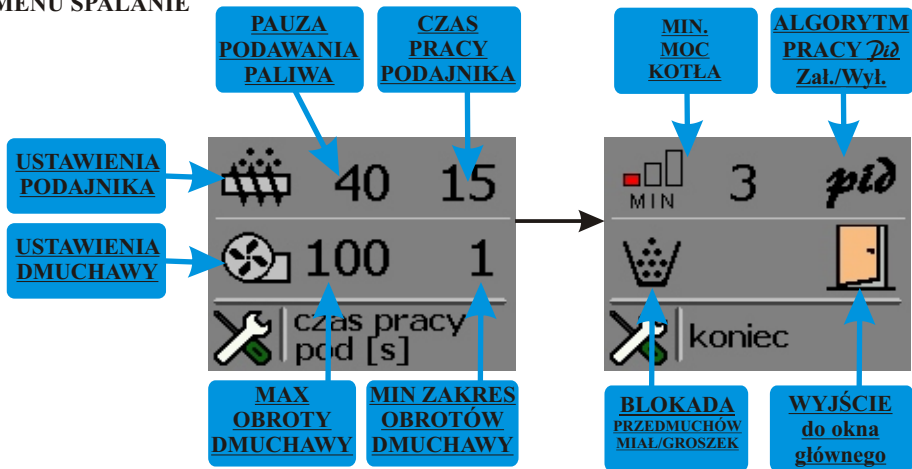 MENU SPALANIE
PAUZA
PODAWANIA
PALIWA
CZAS
PRACY
PODAJNIKA
MIN.
MOC
KOTŁA
ALGORYTM
PRACY Pid
Zał./Wył.
USTAWIENIA
PODAJNIKA
40 15
USTAWIENIA
DMUCHAWY
100 1
czas pracy
pod [s]
MIN 3 pid
koniec
MAX
OBROTY
DMUCHAWY
MIN ZAKRES
OBROTÓW
DMUCHAWY
BLOKADA
PRZEDMUCHÓW
MIAŁ/GROSZEK
WYJŚCIE
do okna
głównego